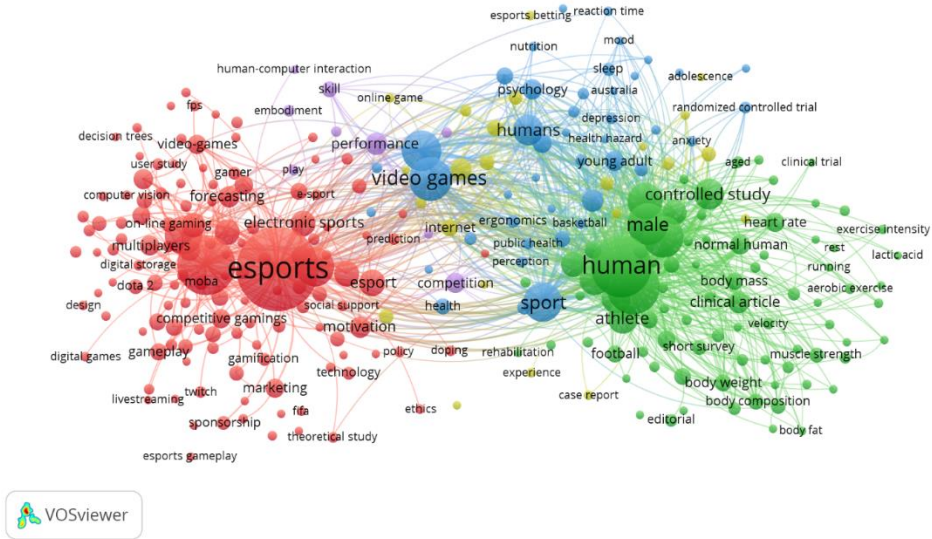 esports betting
reaction time
nutrition
mood
human-computer interaction
sleep
adolescence
skill
online game
psychology
australia
fps
embodiment
depression
randomized controlled trial
decision trees
video-games
performance
humans
health hazard
anxiety
user study
gamer
play
video games
young adult
aged
clinical trial
computer vision
forecasting
e-sport
controlled study
on-line gaming
electronic sports
internet
ergonomics
basketball
male
heart rate
exercise intensity
multiplayers
prediction
public health
normal human
rest
lactic acid
digital storage
esports
perception
human
running
dota 2
moba
esport
competition
body mass
aerobic exercise
design
social support
health
sport
clinical article
competitive gamings
motivation
athlete
velocity
digital games
gameplay
policy
doping
rehabilitation
football
short survey
muscle strength
gamification
technology
experience
livestreaming
twitch
marketing
case report
body weight
sponsorship
fifa
ethics
editorial
body composition
theoretical study
body fat
esports gameplay
VOSviewer